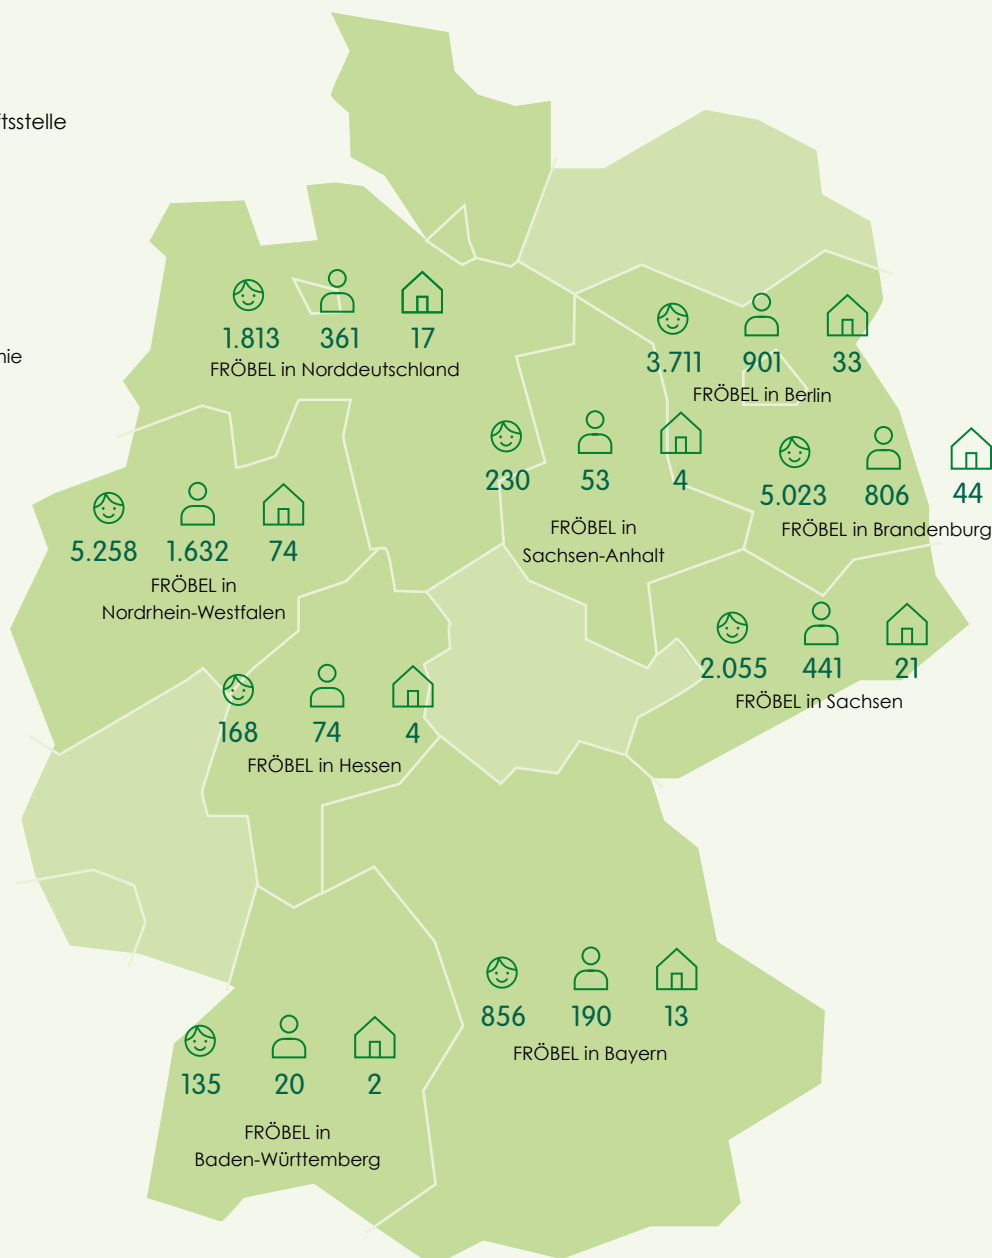 ftsstelle
nie
1.813 361 17
FRÖBEL in Norddeutschland
3.711 901 33
FRÖBEL in Berlin
230 53 4
FRÖBEL in
Sachsen-Anhalt
5.023 806 44
FRÖBEL in Brandenburg
5.258 1.632 74
FRÖBEL in
Nordrhein-Westfalen
2.055 441 21
FRÖBEL in Sachsen
168 74 4
FRÖBEL in Hessen
856 190 13
FRÖBEL in Bayern
135 20 2
FRÖBEL in
Baden-Württemberg